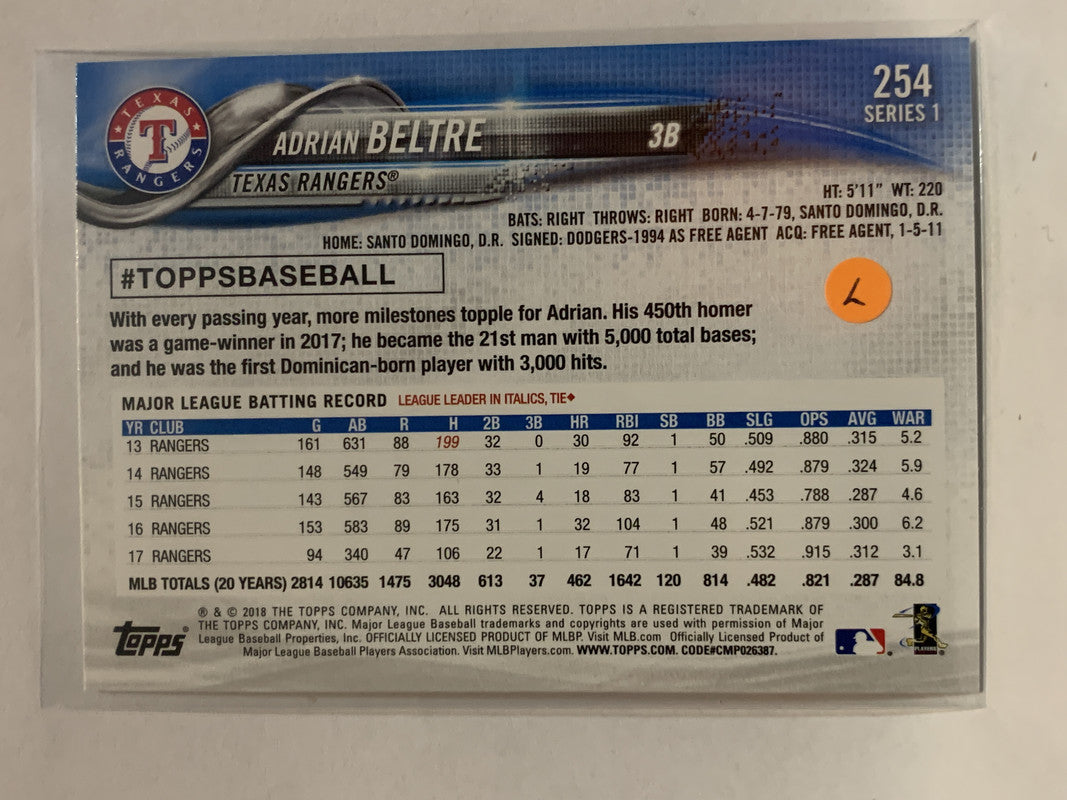 254
SERIES 1
TEXAS
T
RANGERS
ADRIAN BELTRE 3B
TEXAS RANGERS®
HT: 5'11" WT: 220
BATS: RIGHT THROWS: RIGHT BORN: 4-7-79, SANTO DOMINGO, D.R.
HOME: SANTO DOMINGO, D.R. SIGNED: DODGERS-1994 AS FREE AGENT ACQ: FREE AGENT, 1-5-11
#TOPPSBASEBALL
L
With every passing year, more milestones topple for Adrian. His 450th homer
was a game-winner in 2017; he became the 21st man with 5,000 total bases;
and he was the first Dominican-born player with 3,000 hits.
MAJOR LEAGUE BATTING RECORD LEAGUE LEADER IN ITALICS, TIE◆
YR CLUB G AB R H 2B 3B HR RBI SB BB SLG OPS AVG WAR
13 RANGERS 161 631 88 199 32 0 30 92 1 50 .509 .880 .315 5.2
14 RANGERS 148 549 79 178 33 1 19 77 1 57 .492 .879 .324 5.9
15 RANGERS 143 567 83 163 32 4 18 83 1 41 .453 .788 .287 4.6
16 RANGERS 153 583 89 175 31 1 32 104 1 48 .521 .879 .300 6.2
17 RANGERS 94 340 47 106 22 1 17 71 1 39 .532 .915 .312 3.1
MLB TOTALS (20 YEARS) 2814 10635 1475 3048 613 37 462 1642 120 814 .482 .821 .287 84.8
® & © 2018 THE TOPPS COMPANY, INC. ALL RIGHTS RESERVED. TOPPS IS A REGISTERED TRADEMARK OF
THE TOPPS COMPANY, INC. Major League Baseball trademarks and copyrights are used with permission of Major
League Baseball Properties, Inc. OFFICIALLY LICENSED PRODUCT OF MLBP. Visit MLB.com Officially Licensed Product of
Major League Baseball Players Association. Visit MLBPlayers.com. WWW.TOPPS.COM. CODE#CMP026387.
topps®
PLAYERS